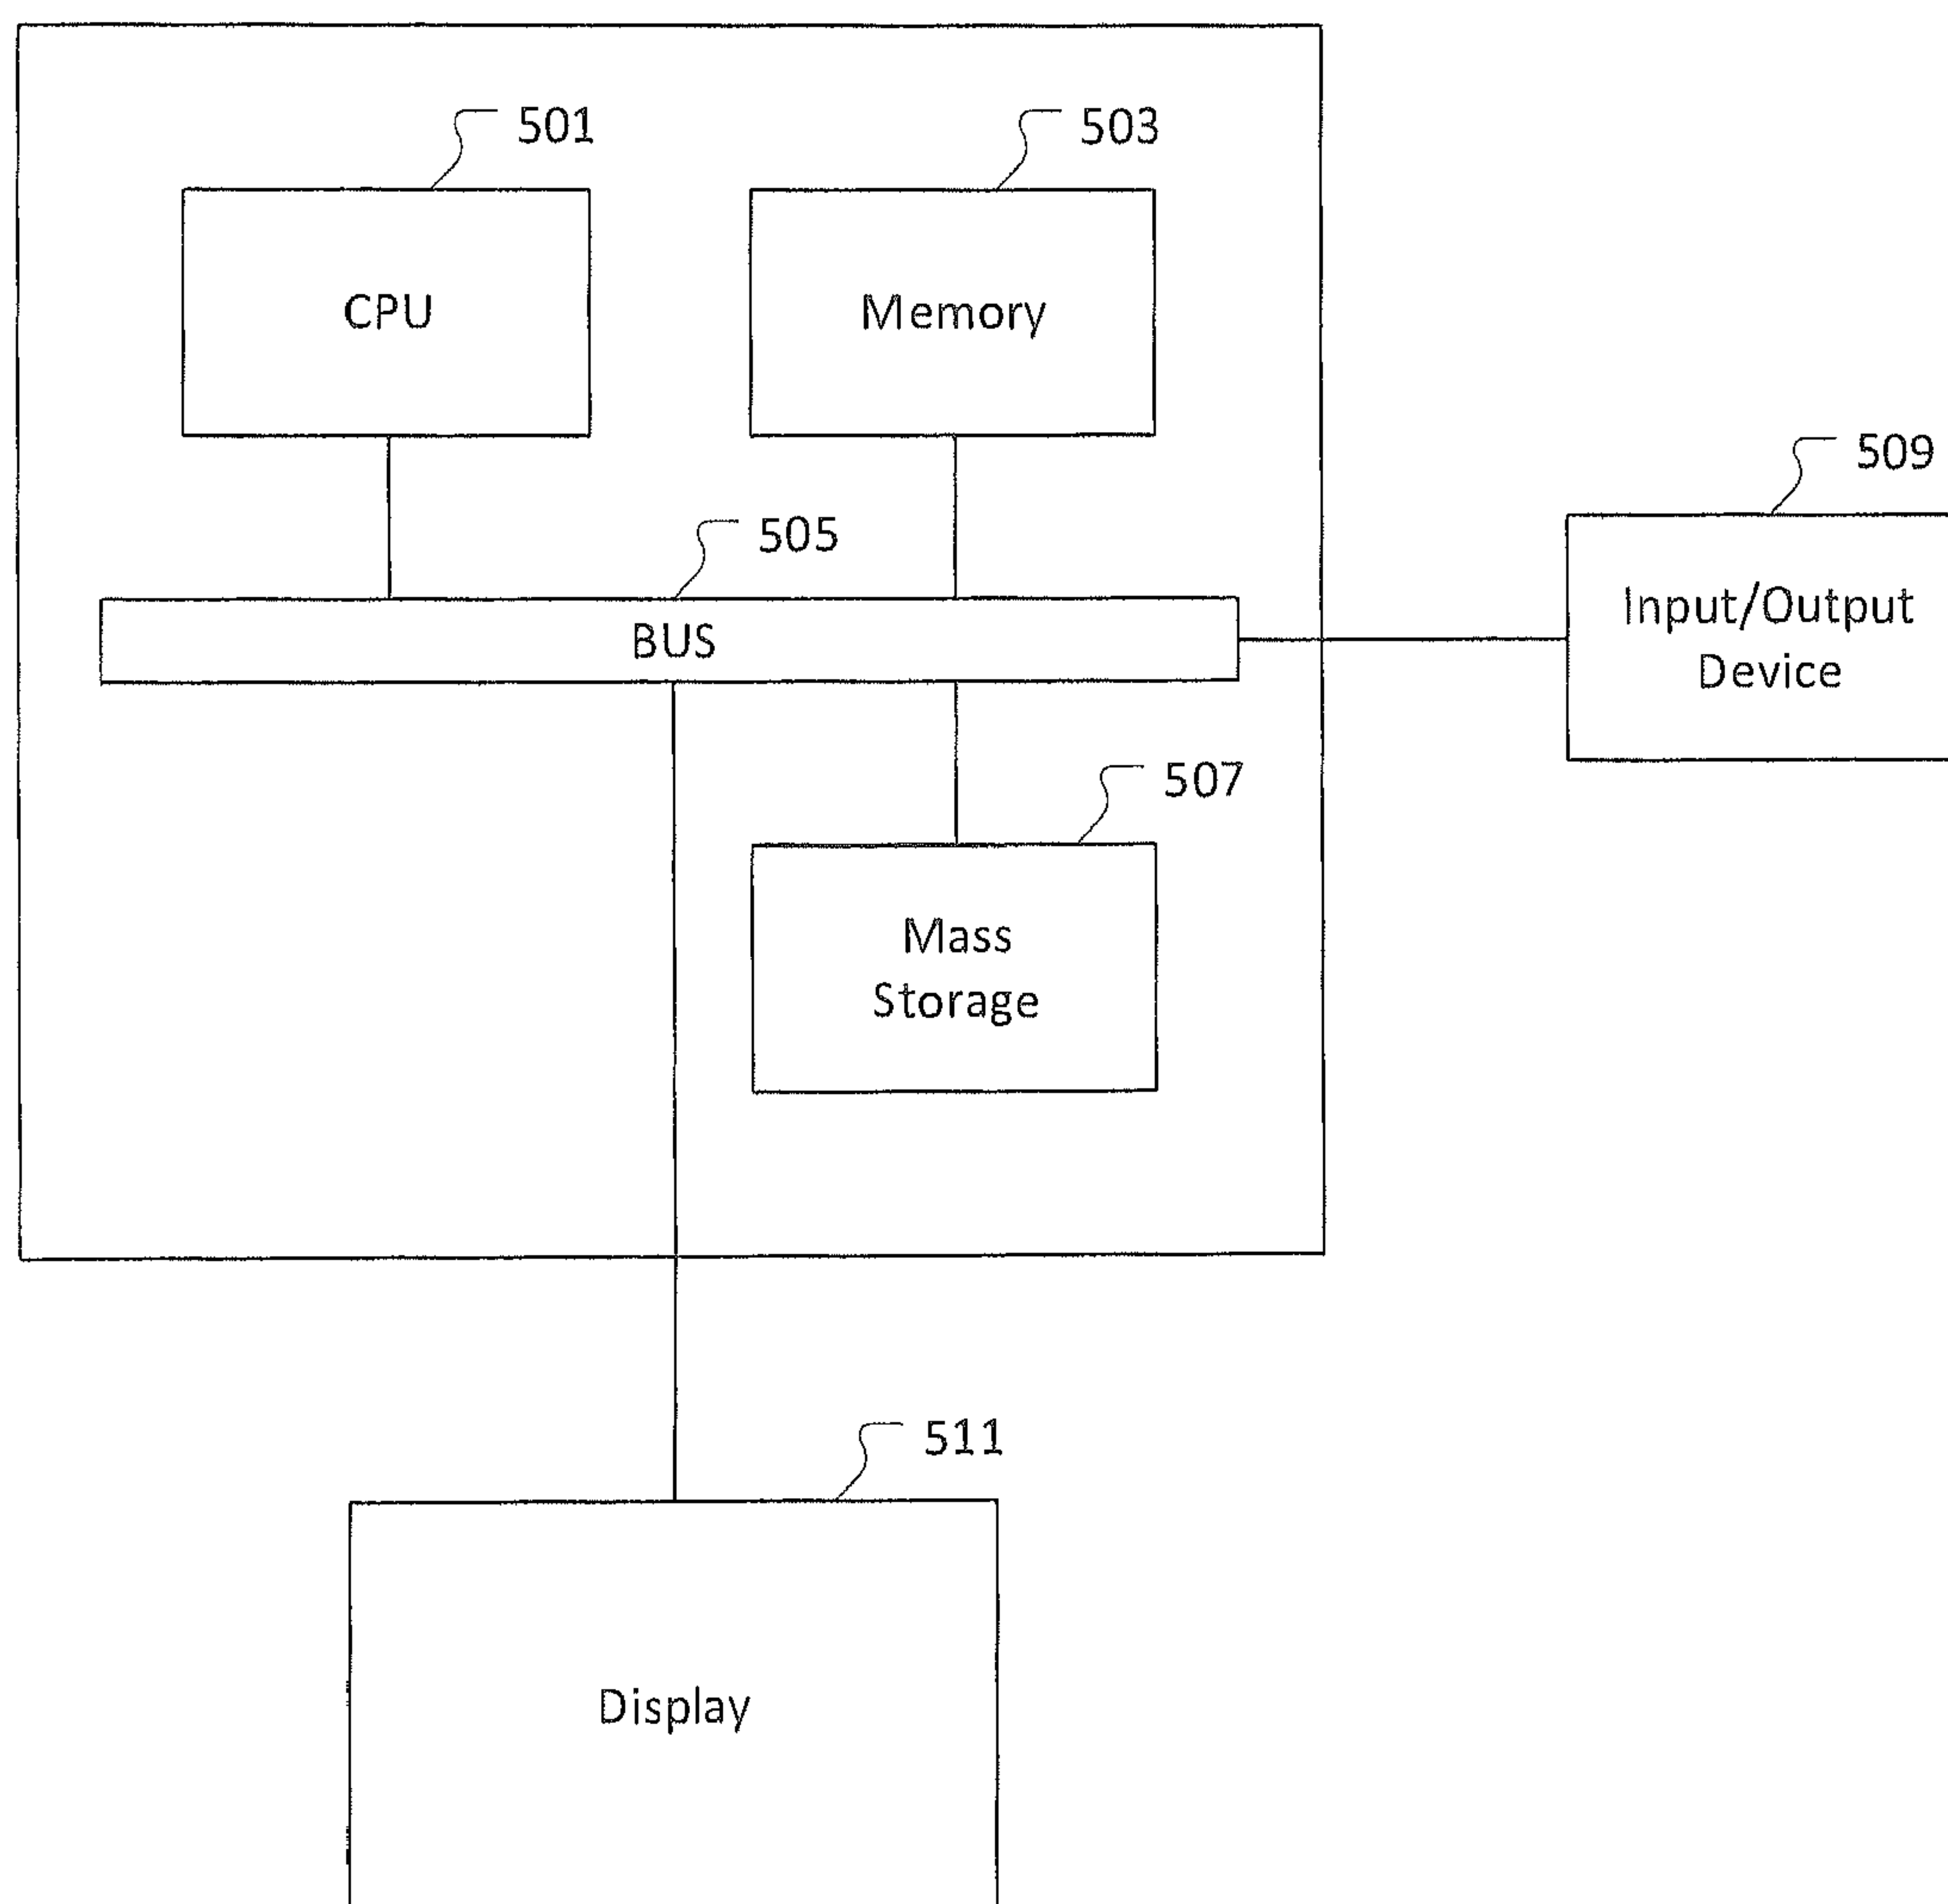 501
503
CPU
Memory
509
505
Input/Output
Device
BUS
507
Mass
Storage
511
Display